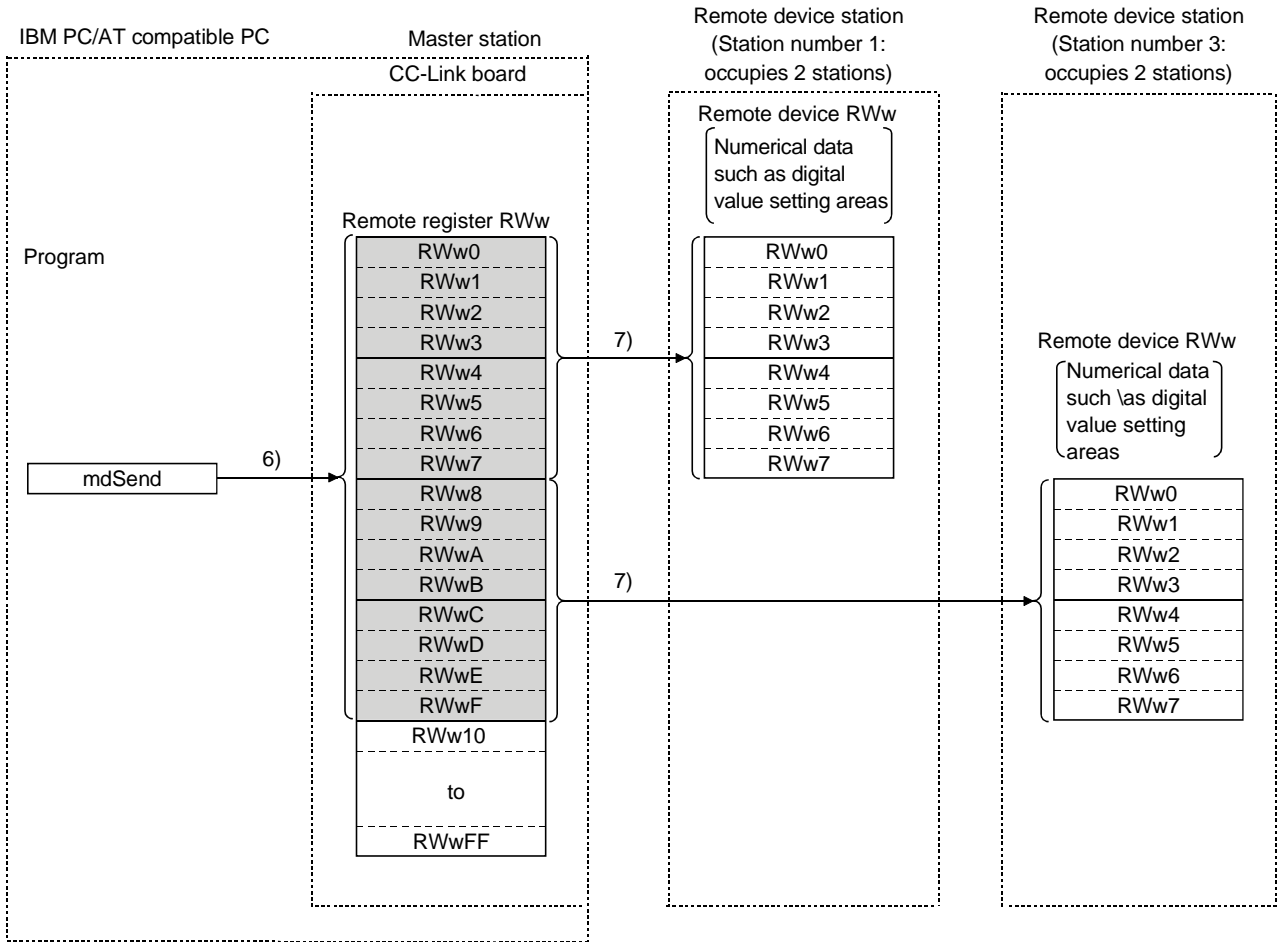 IBM PC/AT compatible PC
Master station
CC-Link board
Remote device station
(Station number 1:
occupies 2 stations)
Remote device station
(Station number 3:
occupies 2 stations)
Program
mdSend
6)
Remote register RWw
RWw0
RWw1
RWw2
RWw3
RWw4
RWw5
RWw6
RWw7
RWw8
RWw9
RWwA
RWwB
RWwC
RWwD
RWwE
RWwF
RWw10
to
RWwFF
7)
7)
Remote device RWw
Numerical data
such as digital
value setting areas
RWw0
RWw1
RWw2
RWw3
RWw4
RWw5
RWw6
RWw7
Remote device RWw
Numerical data
such \as digital
value setting
areas
RWw0
RWw1
RWw2
RWw3
RWw4
RWw5
RWw6
RWw7